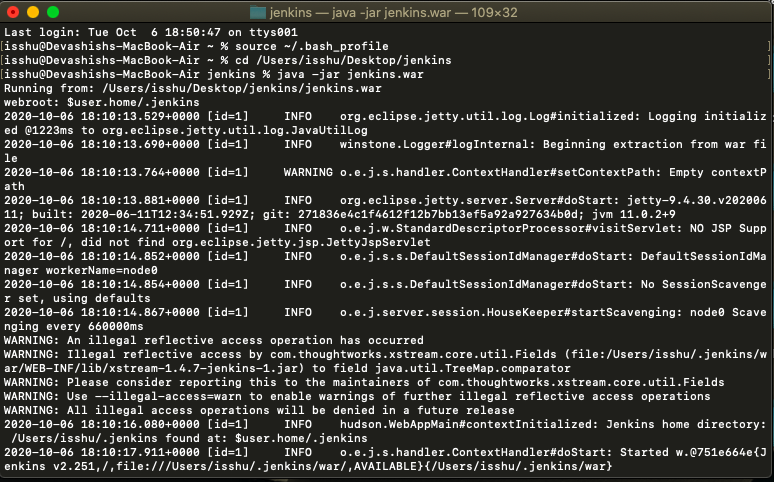 jenkins — java -jar jenkins.war — 109×32
Last login: Tue Oct  6 18:50:47 on ttys001
[isshu@Devashishs-MacBook-Air ~ % source ~/.bash_profile ]
[isshu@Devashishs-MacBook-Air ~ % cd /Users/isshu/Desktop/jenkins ]
[isshu@Devashishs-MacBook-Air jenkins % java -jar jenkins.war ]
Running from: /Users/isshu/Desktop/jenkins/jenkins.war
webroot: $user.home/.jenkins
2020-10-06 18:10:13.529+0000 [id=1]     INFO    org.eclipse.jetty.util.log.Log#initialized: Logging initializ
ed @1223ms to org.eclipse.jetty.util.log.JavaUtilLog
2020-10-06 18:10:13.690+0000 [id=1]     INFO    winstone.Logger#logInternal: Beginning extraction from war fi
le
2020-10-06 18:10:13.764+0000 [id=1]     WARNING o.e.j.s.handler.ContextHandler#setContextPath: Empty contextP
ath
2020-10-06 18:10:13.881+0000 [id=1]     INFO    org.eclipse.jetty.server.Server#doStart: jetty-9.4.30.v202006
11; built: 2020-06-11T12:34:51.929Z; git: 271836e4c1f4612f12b7bb13ef5a92a927634b0d; jvm 11.0.2+9
2020-10-06 18:10:14.711+0000 [id=1]     INFO    o.e.j.w.StandardDescriptorProcessor#visitServlet: NO JSP Supp
ort for /, did not find org.eclipse.jetty.jsp.JettyJspServlet
2020-10-06 18:10:14.852+0000 [id=1]     INFO    o.e.j.s.s.DefaultSessionIdManager#doStart: DefaultSessionIdMa
nager workerName=node0
2020-10-06 18:10:14.854+0000 [id=1]     INFO    o.e.j.s.s.DefaultSessionIdManager#doStart: No SessionScavenge
r set, using defaults
2020-10-06 18:10:14.867+0000 [id=1]     INFO    o.e.j.server.session.HouseKeeper#startScavenging: node0 Scave
nging every 660000ms
WARNING: An illegal reflective access operation has occurred
WARNING: Illegal reflective access by com.thoughtworks.xstream.core.util.Fields (file:/Users/isshu/.jenkins/w
ar/WEB-INF/lib/xstream-1.4.7-jenkins-1.jar) to field java.util.TreeMap.comparator
WARNING: Please consider reporting this to the maintainers of com.thoughtworks.xstream.core.util.Fields
WARNING: Use --illegal-access=warn to enable warnings of further illegal reflective access operations
WARNING: All illegal access operations will be denied in a future release
2020-10-06 18:10:16.080+0000 [id=1]     INFO    hudson.WebAppMain#contextInitialized: Jenkins home directory:
 /Users/isshu/.jenkins found at: $user.home/.jenkins
2020-10-06 18:10:17.911+0000 [id=1]     INFO    o.e.j.s.handler.ContextHandler#doStart: Started w.@751e664e{J
enkins v2.251,/,file:///Users/isshu/.jenkins/war/,AVAILABLE}{/Users/isshu/.jenkins/war}